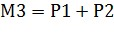 M3 = P1 + P2